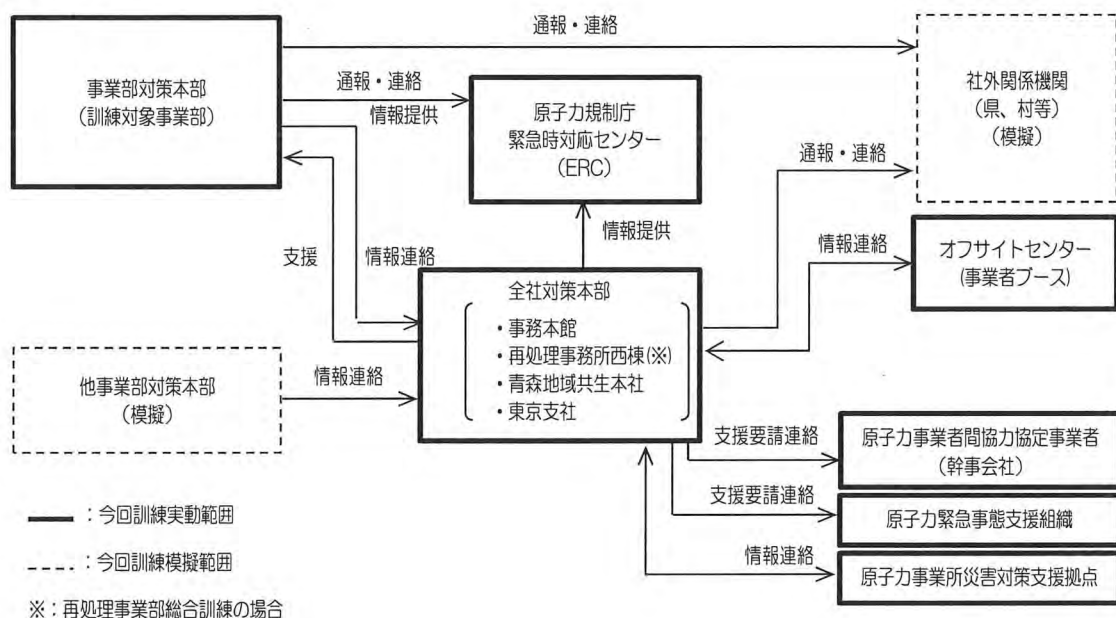 通報・連絡
事業部対策本部
(訓練対象事業部)
通報・連絡
情報提供
原子力規制庁
緊急時対応センター
(ERC)
社外関係機関
(県、村等)
(模擬)
通報・連絡
情報提供
支援
情報連絡
情報連絡
オフサイトセンター
(事業者ブース)
全社対策本部
・事務本館
・再処理事務所西棟(※)
・青森地域共生本社
・東京支社
他事業部対策本部
(模擬)
情報連絡
支援要請連絡
原子力事業者間協力協定事業者
(幹事会社)
支援要請連絡
原子力緊急事態支援組織
情報連絡
原子力事業所災害対策支援拠点
:今回訓練実動範囲
:今回訓練模擬範囲
※:再処理事業部総合訓練の場合